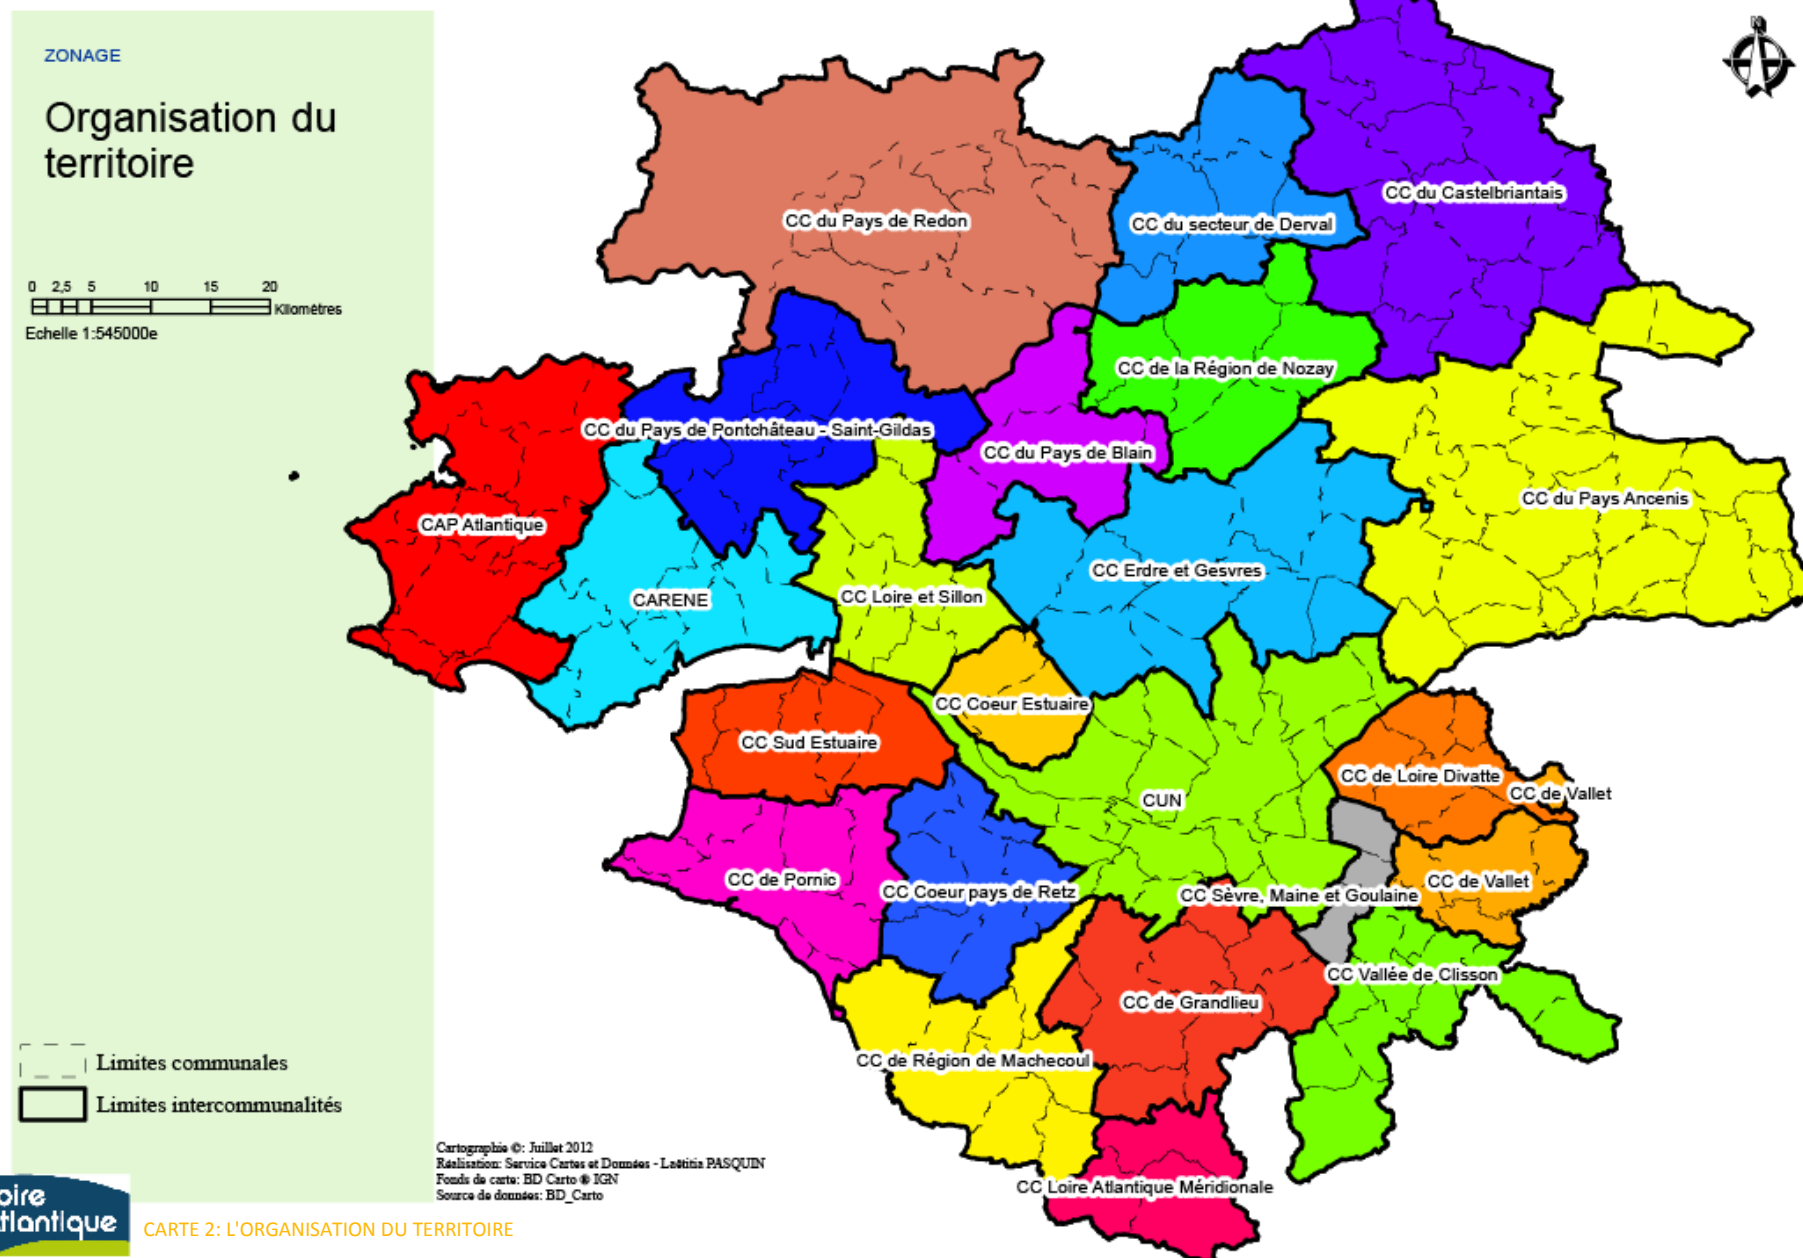 ZONAGE
Organisation du
territoire
0 2,5 5 10 15 20
Kilomètres
Echelle 1:545000e
N
CC du Pays de Redon
CC du secteur de Derval
CC du Castelbriantais
CC de la Région de Nozay
CC du Pays de Pontchâteau - Saint-Gildas
CC du Pays de Blain
CC du Pays Ancenis
CAP Atlantique
CARENE
CC Loire et Sillon
CC Erdre et Gesvres
CC Coeur Estuaire
CC Sud Estuaire
CC de Loire Divatte
CC de Vallet
CUN
CC de Pornic
CC Coeur pays de Retz
CC Sèvre, Maine et Goulaine
CC de Vallet
CC Vallée de Clisson
CC de Grandlieu
CC de Région de Machecoul
CC Loire Atlantique Méridionale
Limites communales
Limites intercommunalités
Cartographie ©: Juillet 2012
Réalisation: Service Cartes et Données - Laëtitia PASQUIN
Fonds de carte: BD Carto ® IGN
Source de données: BD_Carto
oire
tlantique
CARTE 2: L'ORGANISATION DU TERRITOIRE